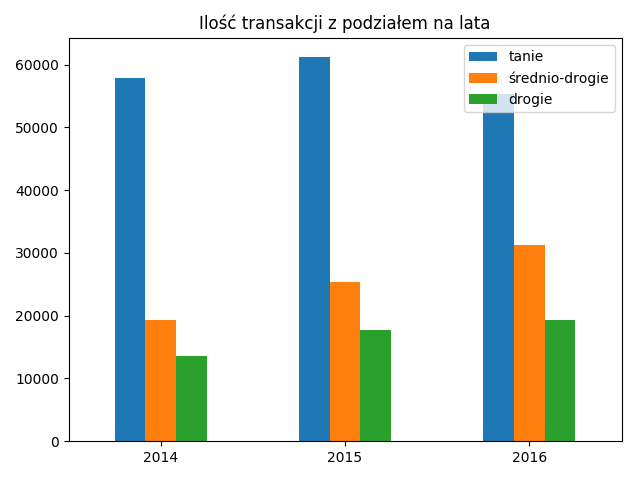 Ilość transakcji z podziałem na lata
tanie
średnio-drogie
drogie
60000
50000
40000
30000
20000
10000
0
2014
2015
2016